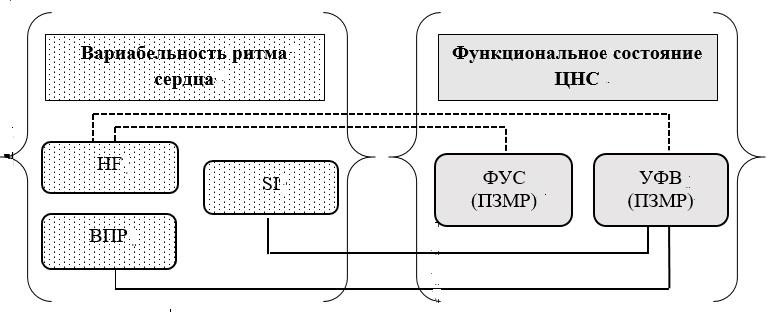 Вариабельность ритма
сердца
Функциональное состояние
ЦНС
HF
SI
ФУС
(ПЗМР)
УФВ
(ПЗМР)
ВПР